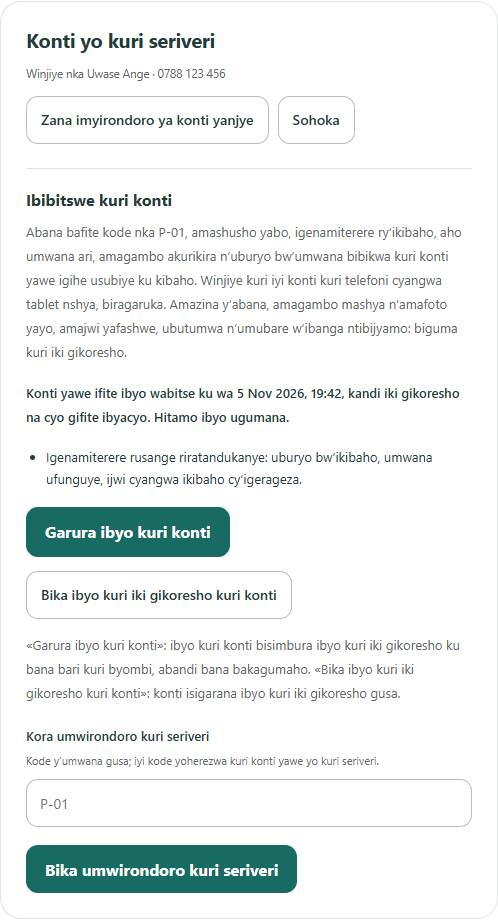 Konti yo kuri seriveri
Winjiye nka Uwase Ange · 0788 123 456
Zana imyirondoro ya konti yanjye
Sohoka
Ibibitswe kuri konti
Abana bafite kode nka P-01, amashusho yabo, igenamiterere ry’ikibaho, aho
umwana ari, amagambo akurikira n’uburyo bw’umwana bibikwa kuri konti
yawe igihe usubiye ku kibaho. Winjiye kuri iyi konti kuri telefoni cyangwa
tablet nshya, biragaruka. Amazina y’abana, amagambo mashya n’amafoto
yayo, amajwi yafashwe, ubutumwa n’umubare w’ibanga ntibijyamo: biguma
kuri iki gikoresho.
Konti yawe ifite ibyo wabitse ku wa 5 Nov 2026, 19:42, kandi iki gikoresho
na cyo gifite ibyacyo. Hitamo ibyo ugumana.
• Igenamiterere rusange riratandukanye: uburyo bw’ikibaho, umwana
ufunguye, ijwi cyangwa ikibaho cy’igerageza.
Garura ibyo kuri konti
Bika ibyo kuri iki gikoresho kuri konti
«Garura ibyo kuri konti»: ibyo kuri konti bisimbura ibyo kuri iki gikoresho ku
bana bari kuri byombi, abandi bana bakagumaho. «Bika ibyo kuri iki
gikoresho kuri konti»: konti isigarana ibyo kuri iki gikoresho gusa.
Kora umwirondoro kuri seriveri
Kode y’umwana gusa; iyi kode yoherezwa kuri konti yawe yo kuri seriveri.
P-01
Bika umwirondoro kuri seriveri